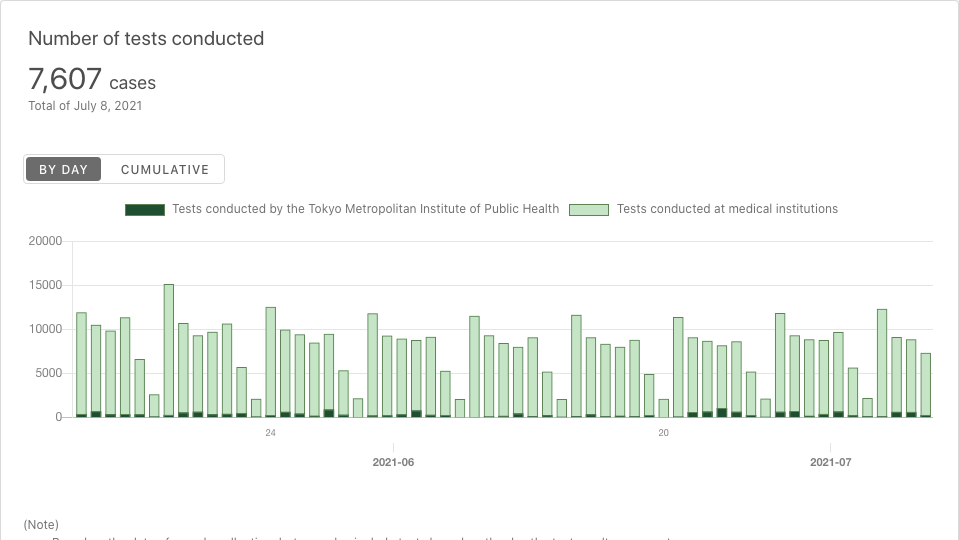 Number of tests conducted
7,607 cases
Total of July 8, 2021
BY DAY CUMULATIVE
Tests conducted by the Tokyo Metropolitan Institute of Public Health Tests conducted at medical institutions
20000
15000
10000
5000
0
24 20
2021-06 2021-07
(Note)